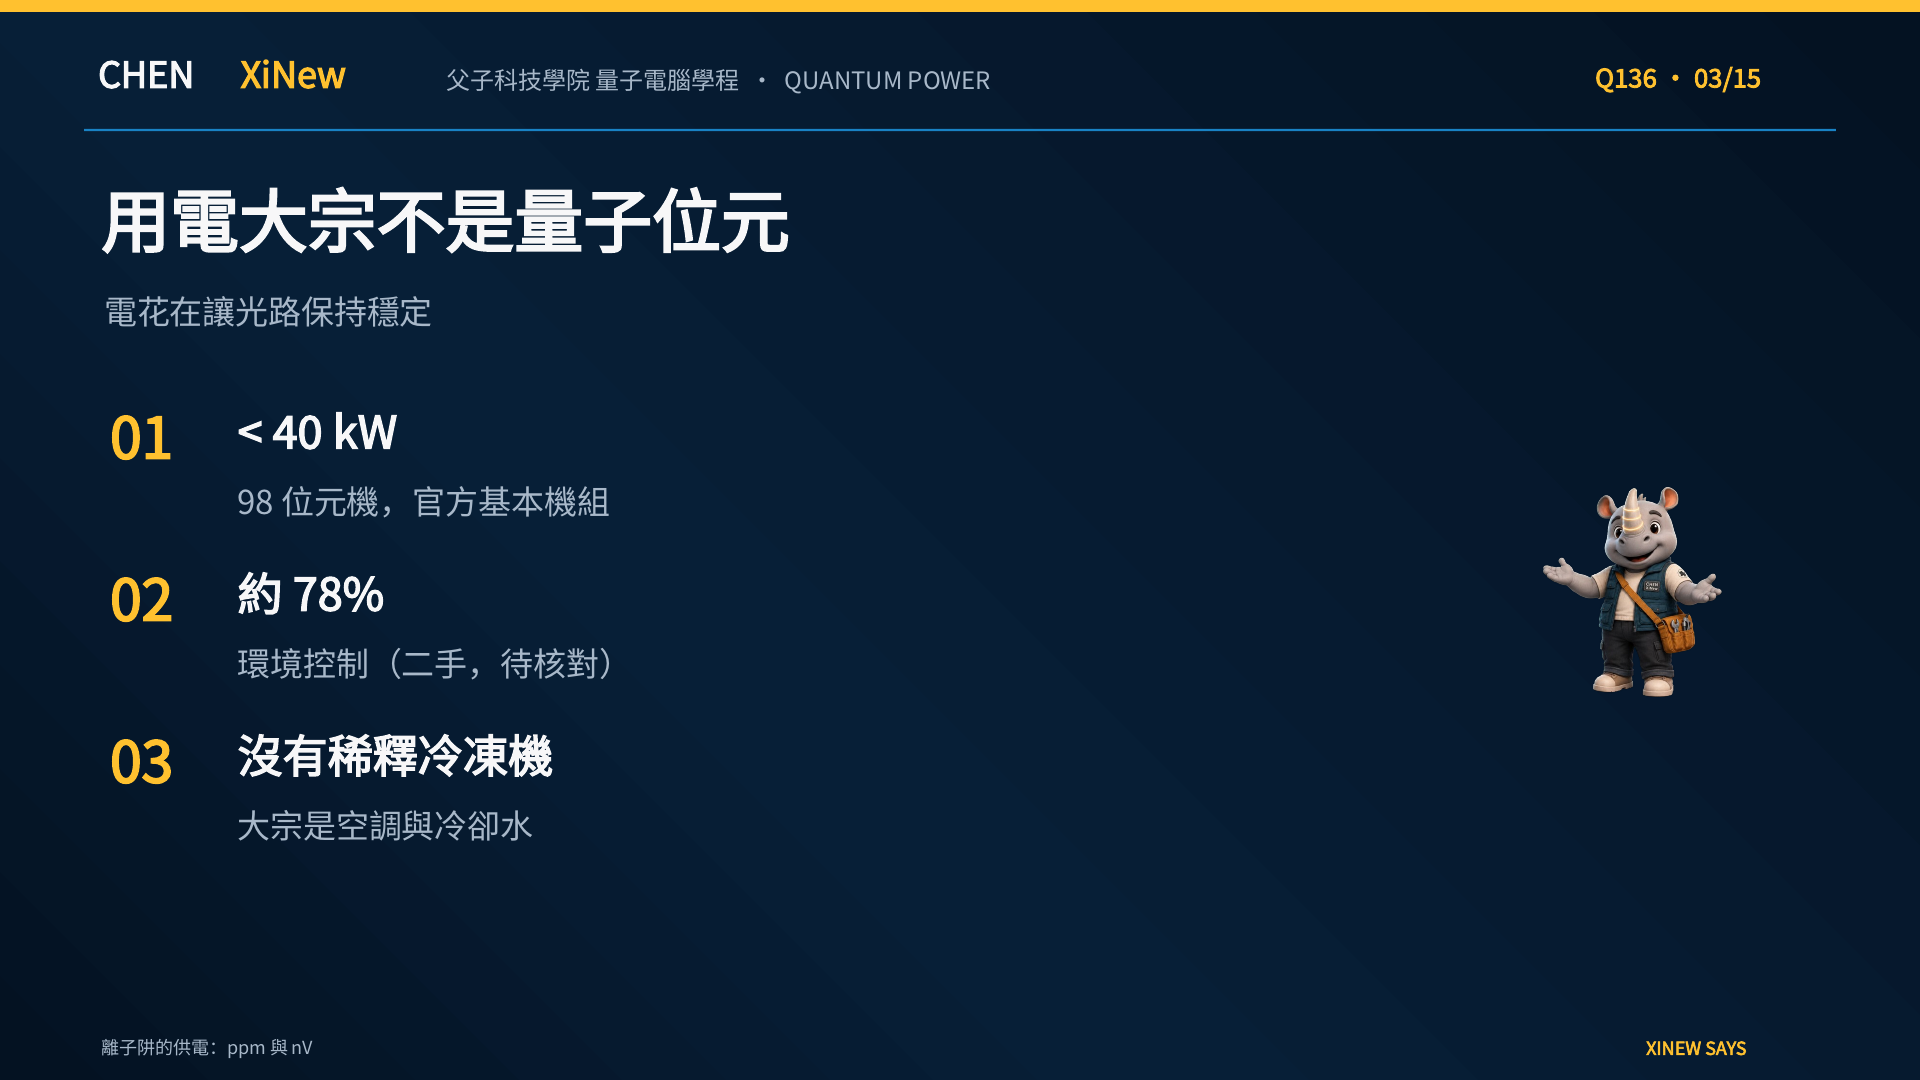 CHEN XiNew 父子科技學院 量子電腦學程 · QUANTUM POWER Q136 · 03/15
用電大宗不是量子位元
電花在讓光路保持穩定
01 < 40 kW
98 位元機，官方基本機組
02 約 78%
環境控制（二手，待核對）
03 沒有稀釋冷凍機
大宗是空調與冷卻水
離子阱的供電：ppm 與 nV XINEW SAYS